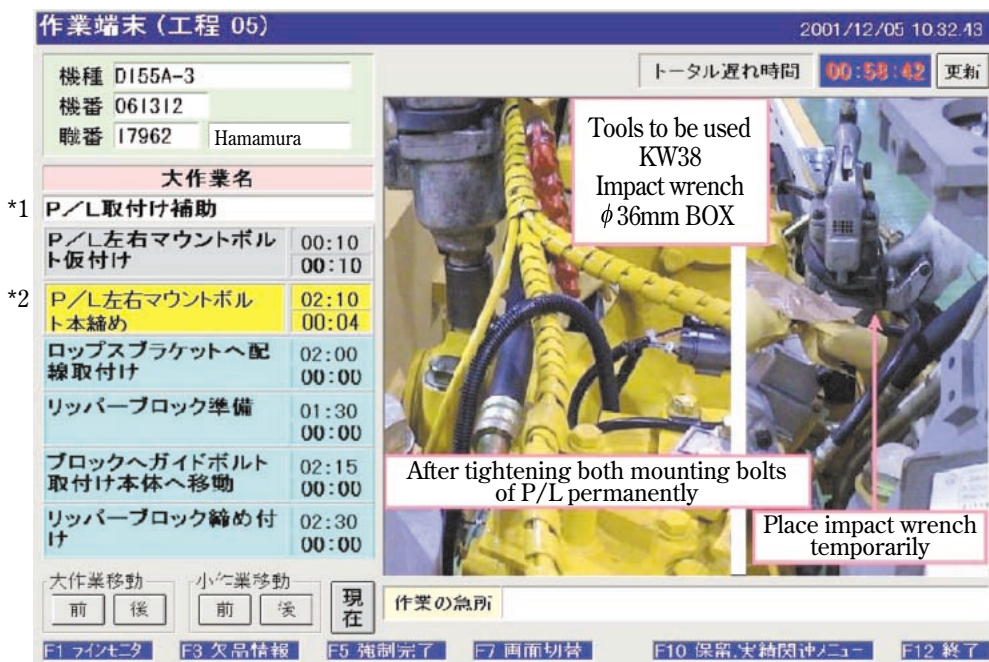 作業端末 (工程 05)
2001/12/05 10:32:43
機種 D155A-3
機番 061312
職番 17962 Hamamura
トータル遅れ時間 00:58:42 更新
大作業名
*1 P/L取付け補助
P/L左右マウントボル 00:10
ト仮付け 00:10
*2 P/L左右マウントボル 02:10
ト本締め 00:04
ロップスブラケットへ配 02:00
線取付け 00:00
リッパーブロック準備 01:30
00:00
ブロックへガイドボルト 02:15
取付け本体へ移動 00:00
リッパーブロック締め付 02:30
け 00:00
Tools to be used
KW38
Impact wrench
φ36mm BOX
After tightening both mounting bolts
of P/L permanently
Place impact wrench
temporarily
大作業移動 小作業移動
前 後 前 後 現在
作業の急所
F1 ラインモニタ F3 欠品情報 F5 強制完了 F7 画面切替 F10 保留,実績関連メニュー F12 終了